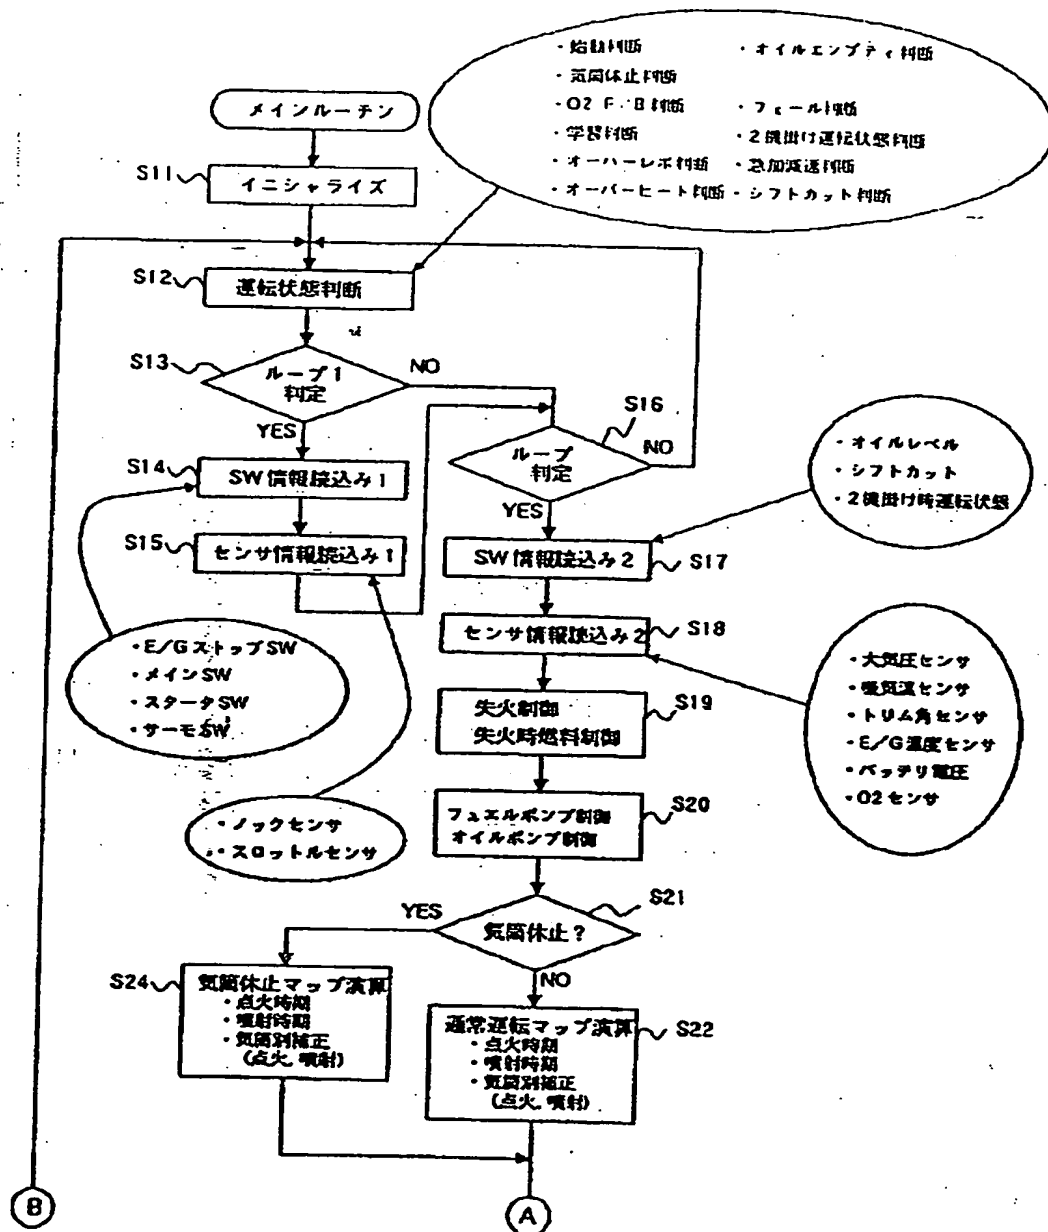 ・始動判断
・オイルエンプティ判断
・気筒休止判断
・O2 F・B判断
・フェール判断
・学習判断
・2機掛け運転状態判断
・オーバーレボ判断
・急加減速判断
・オーバーヒート判断
・シフトカット判断
メインルーチン
S11
イニシャライズ
S12
運転状態判断
S13
ループ1
判定
NO
YES
S16
ループ
判定
NO
YES
・オイルレベル
・シフトカット
・2機掛け時運転状態
S14
SW情報読込み1
S15
センサ情報読込み1
SW情報読込み2
S17
センサ情報読込み2
S18
・E/GストップSW
・メインSW
・スタータSW
・サーモSW
・大気圧センサ
・吸気温センサ
・トリム角センサ
・E/G温度センサ
・バッテリ電圧
・O2センサ
失火制御
失火時燃料制御
S19
・ノックセンサ
・スロットルセンサ
フュエルポンプ制御
オイルポンプ制御
S20
S21
気筒休止?
YES
NO
S24
気筒休止マップ演算
・点火時期
・噴射時期
・気筒別補正
(点火,噴射)
通常運転マップ演算
・点火時期
・噴射時期
・気筒別補正
(点火,噴射)
S22
B
A